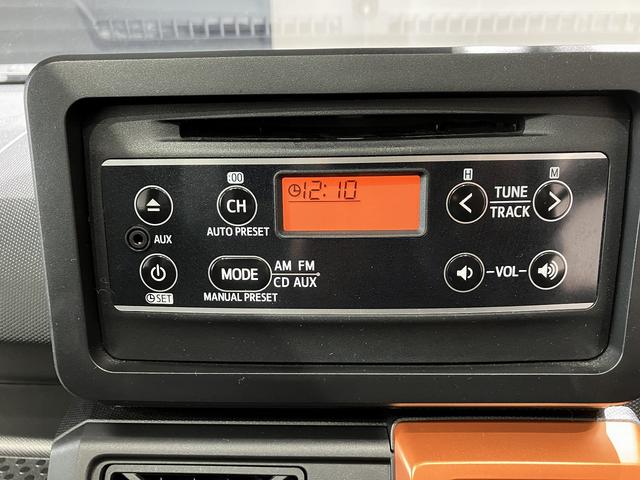 :00
H
M
CH
12:10
TUNE
TRACK
AUTO PRESET
AUX
MODE
AM FM
CD AUX
-VOL-
SET
MANUAL PRESET